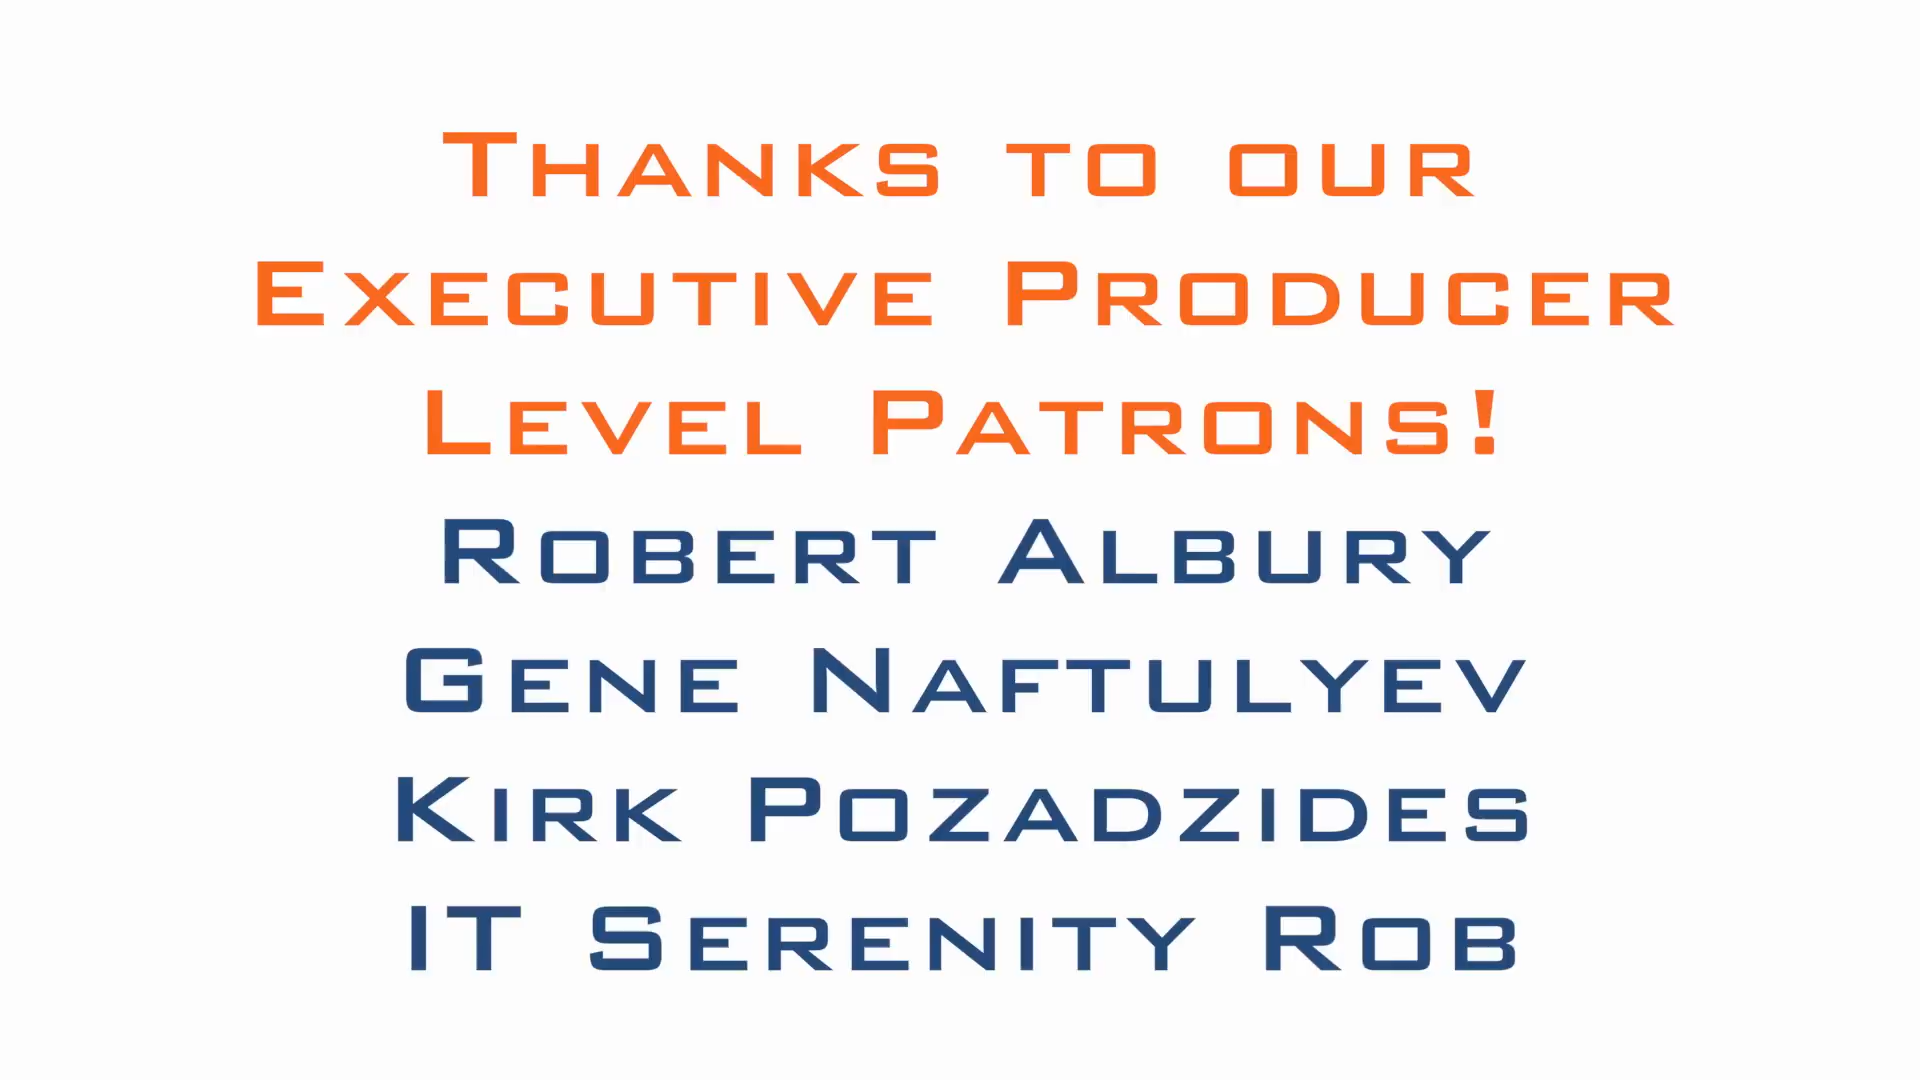 Thanks to our
Executive Producer
Level Patrons!
Robert Albury
Gene Naftulyev
Kirk Pozadzides
IT Serenity Rob